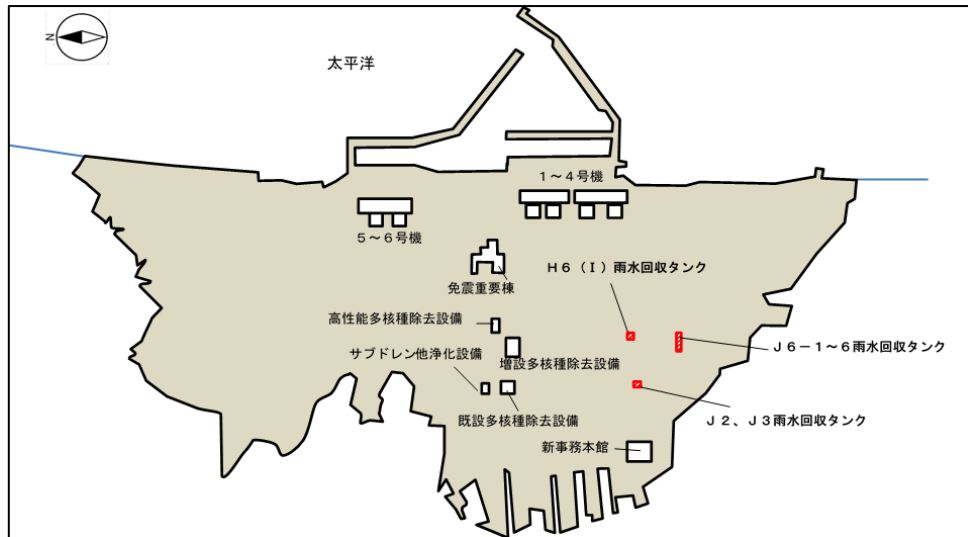 N
太平洋
1～4号機
5～6号機
H6(I)雨水回収タンク
免震重要棟
高性能多核種除去設備
J6-1～6雨水回収タンク
サブドレン他浄化設備
増設多核種除去設備
J2、J3雨水回収タンク
既設多核種除去設備
新事務本館